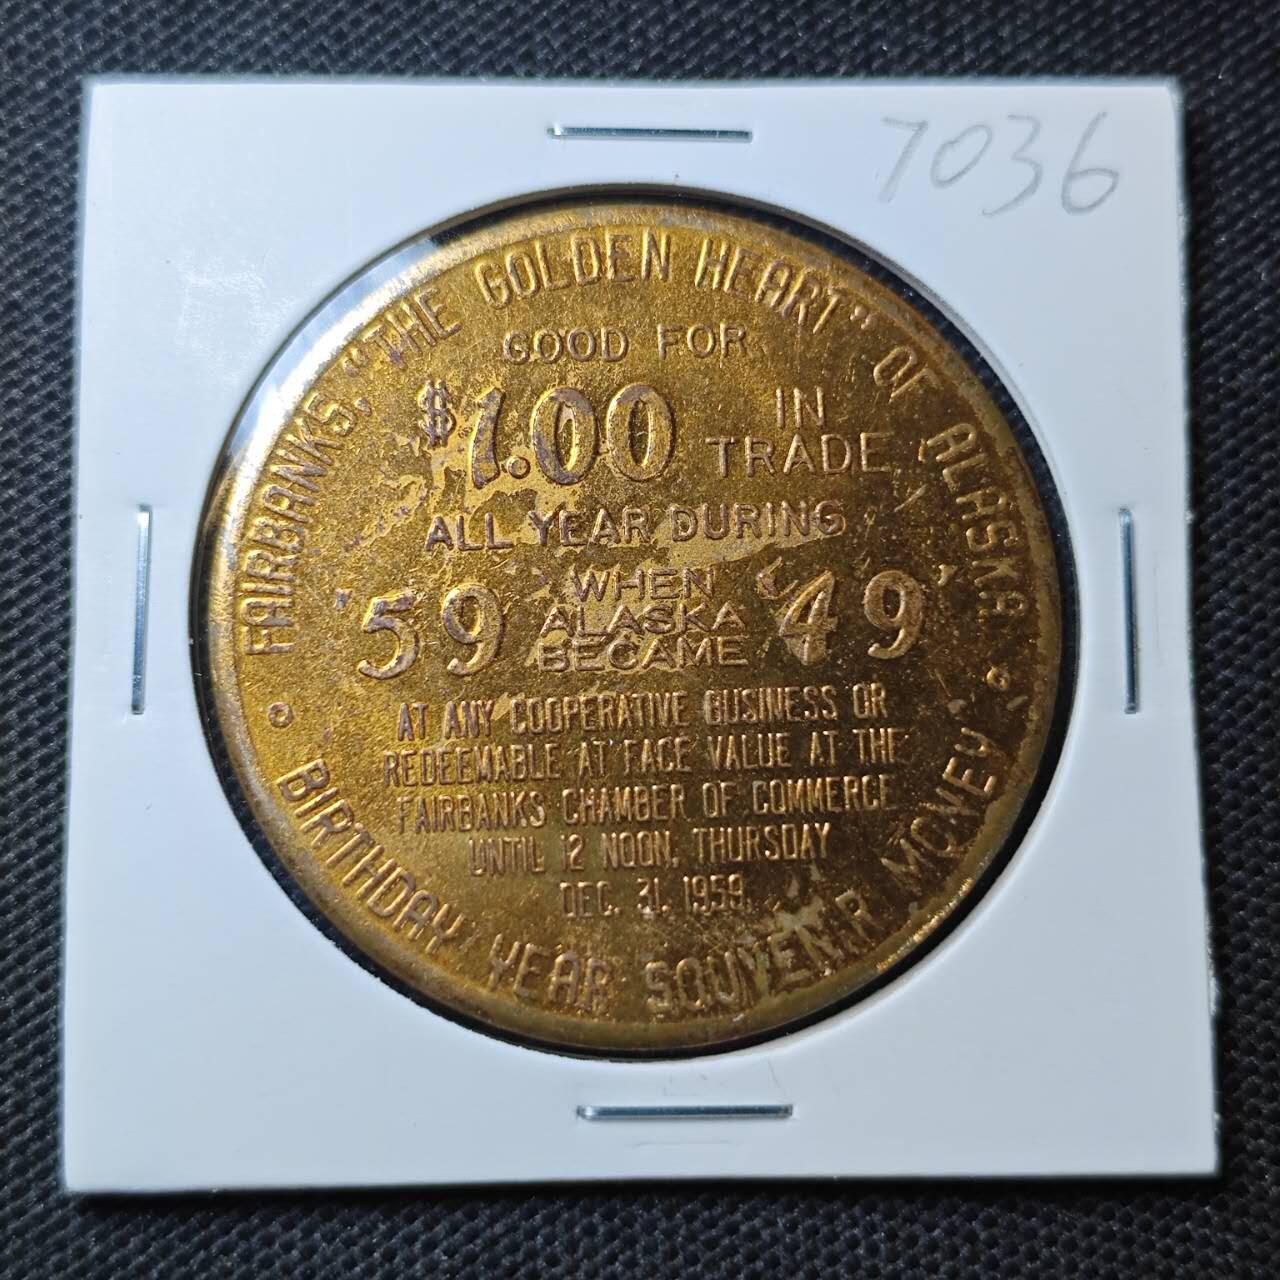 7036
FAIRBANKS, "THE GOLDEN HEART" OF ALASKA
GOOD FOR
$1.00 IN TRADE
ALL YEAR DURING
'59 WHEN ALASKA BECAME '49'
AT ANY COOPERATIVE BUSINESS OR
REDEEMABLE AT FACE VALUE AT THE
FAIRBANKS CHAMBER OF COMMERCE
UNTIL 12 NOON, THURSDAY
DEC. 31, 1959.
BIRTHDAY YEAR SOUVENIR MONEY